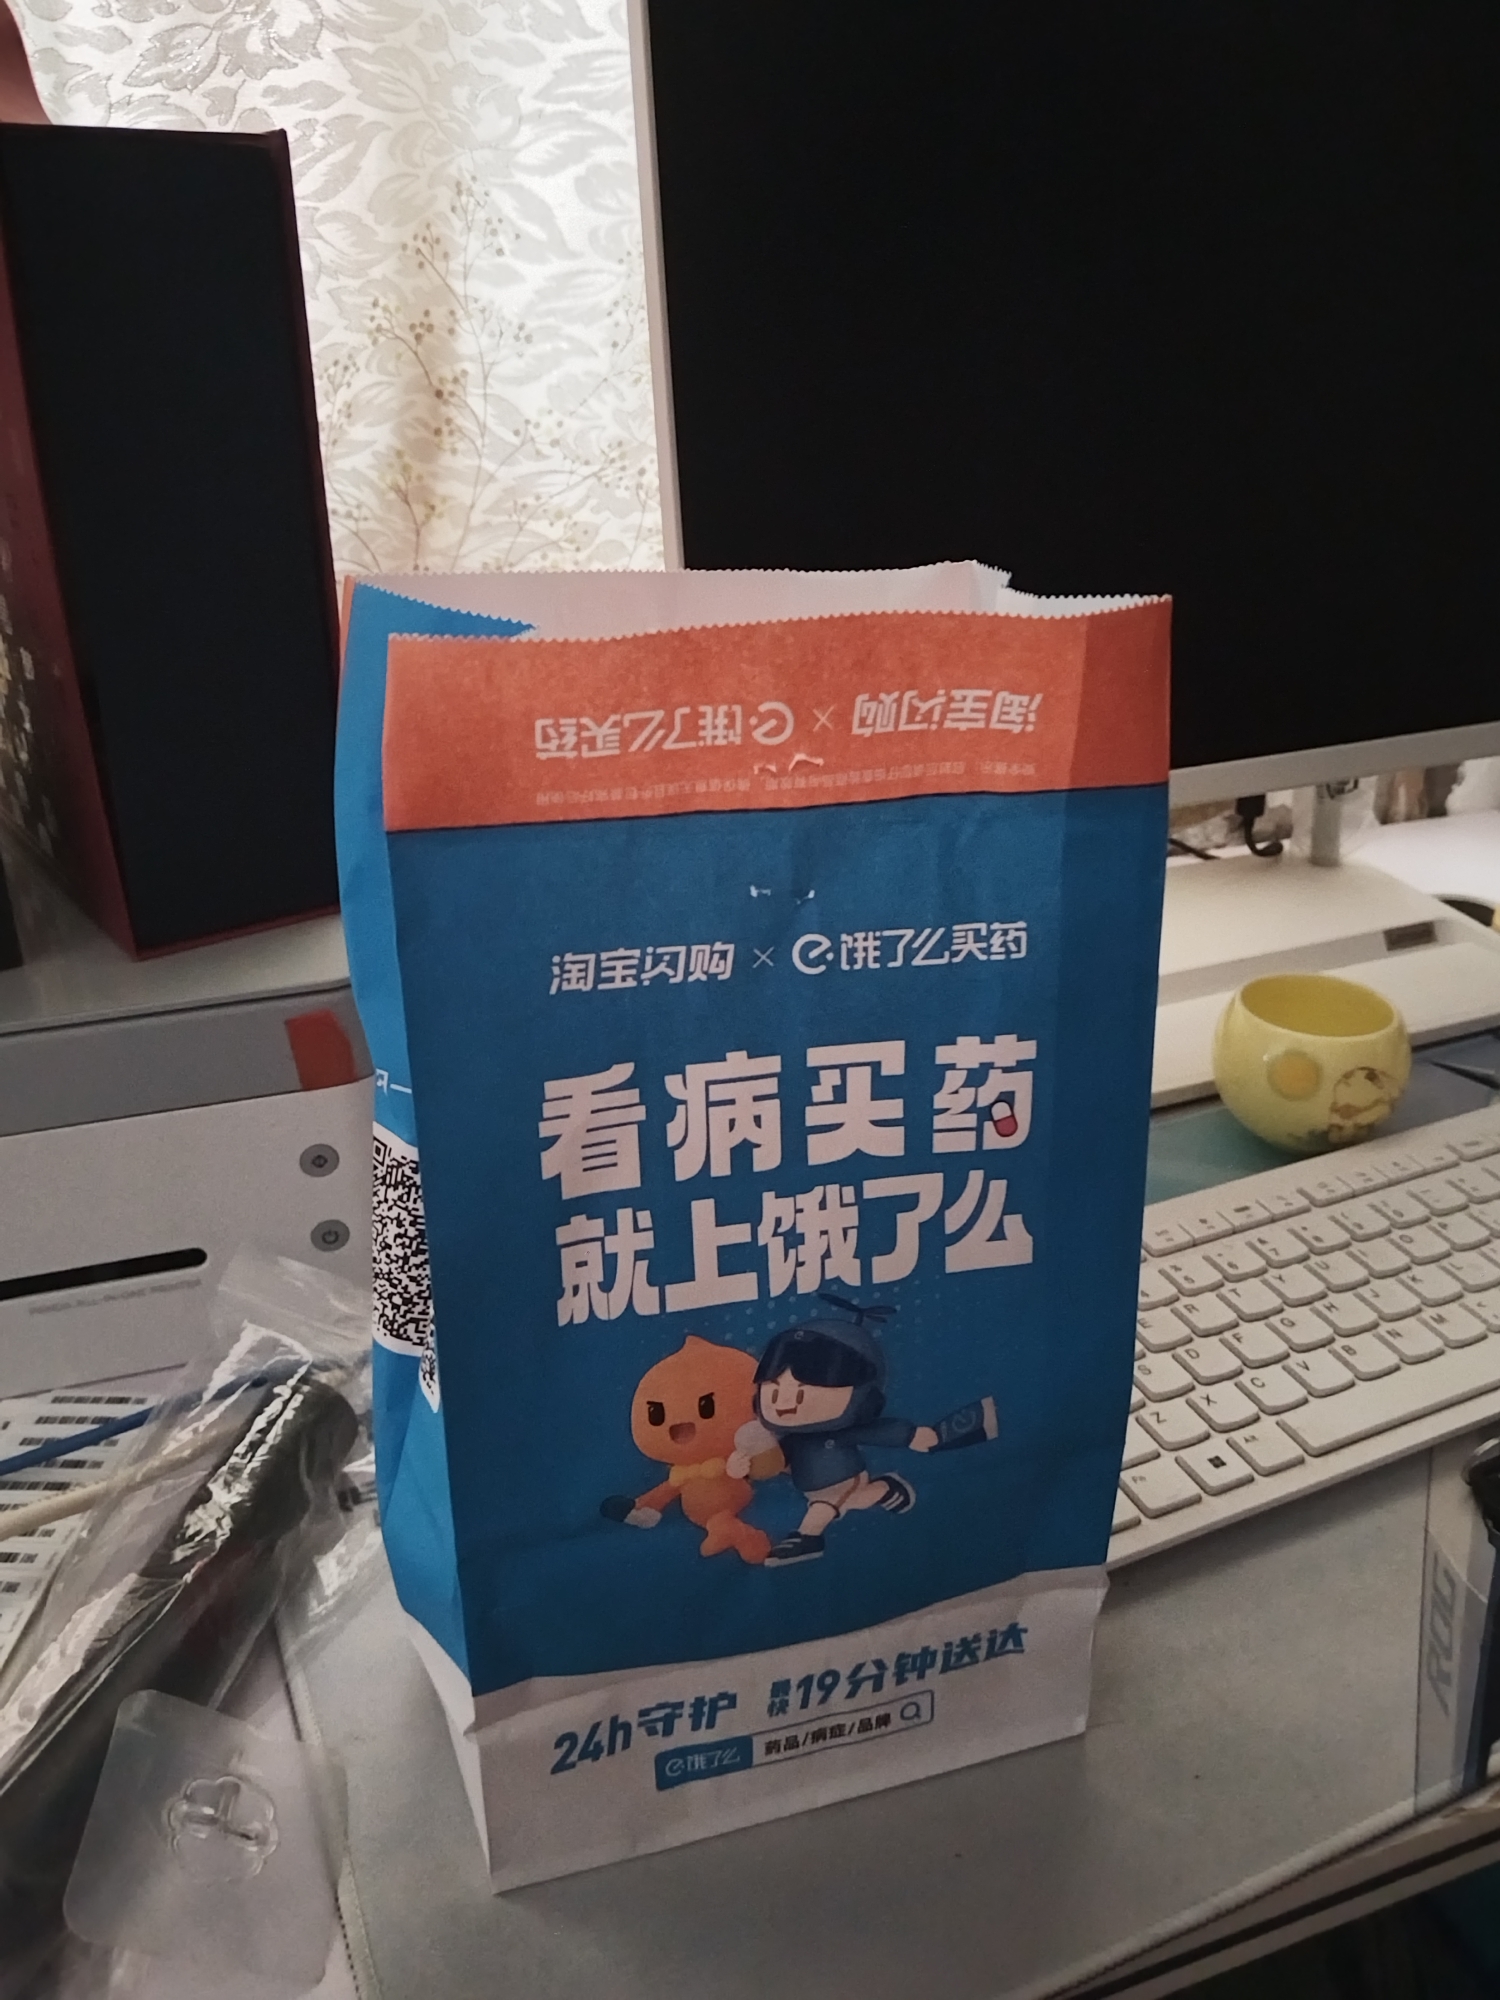 淘宝闪购 × 饿了么买药
淘宝闪购 × 饿了么买药
看病买药
就上饿了么
24h守护 最快19分钟送达
饿了么 药品/病症/品牌
ROG